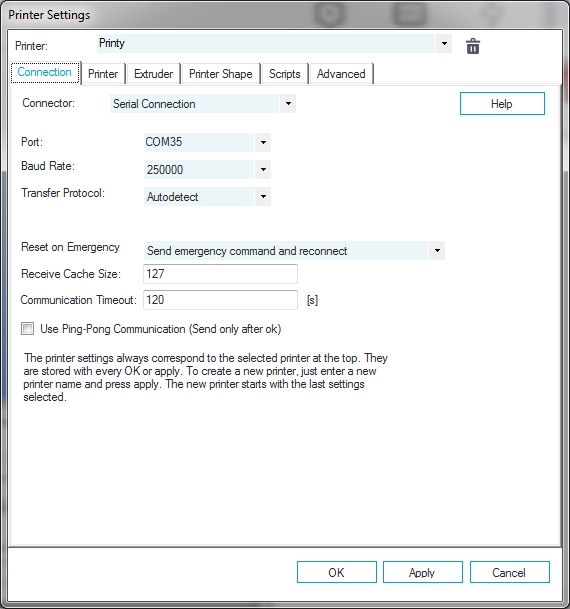 Printer Settings
Printer: Printy
Connection Printer Extruder Printer Shape Scripts Advanced
Connector: Serial Connection Help
Port: COM35
Baud Rate: 250000
Transfer Protocol: Autodetect
Reset on Emergency Send emergency command and reconnect
Receive Cache Size: 127
Communication Timeout: 120 [s]
Use Ping-Pong Communication (Send only after ok)
The printer settings always correspond to the selected printer at the top. They
are stored with every OK or apply. To create a new printer, just enter a new
printer name and press apply. The new printer starts with the last settings
selected.
OK Apply Cancel